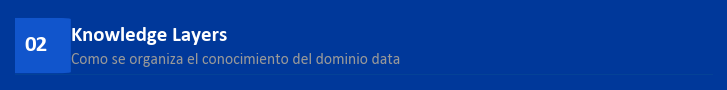 02
Knowledge Layers
Como se organiza el conocimiento del dominio data